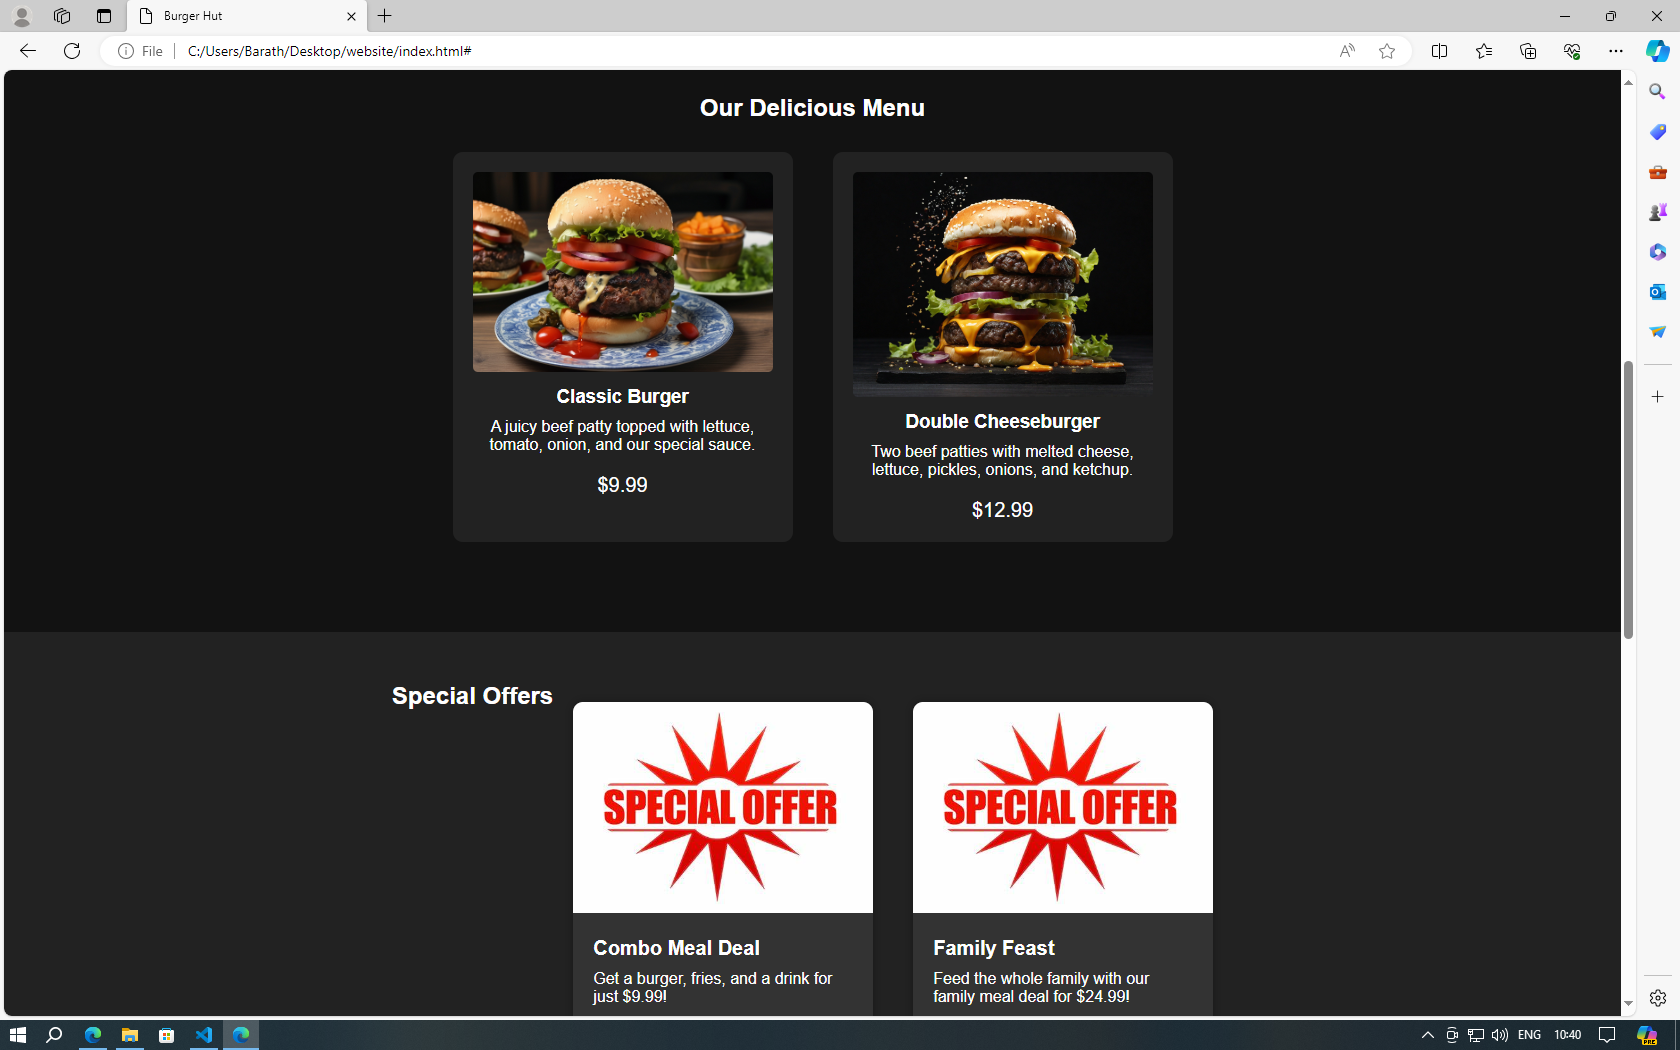 Burger Hut
File
C:/Users/Barath/Desktop/website/index.html#
Our Delicious Menu
Classic Burger
A juicy beef patty topped with lettuce,
tomato, onion, and our special sauce.
$9.99
Double Cheeseburger
Two beef patties with melted cheese,
lettuce, pickles, onions, and ketchup.
$12.99
Special Offers
SPECIAL OFFER
Combo Meal Deal
Get a burger, fries, and a drink for
just $9.99!
SPECIAL OFFER
Family Feast
Feed the whole family with our
family meal deal for $24.99!
ENG
10:40
PRE